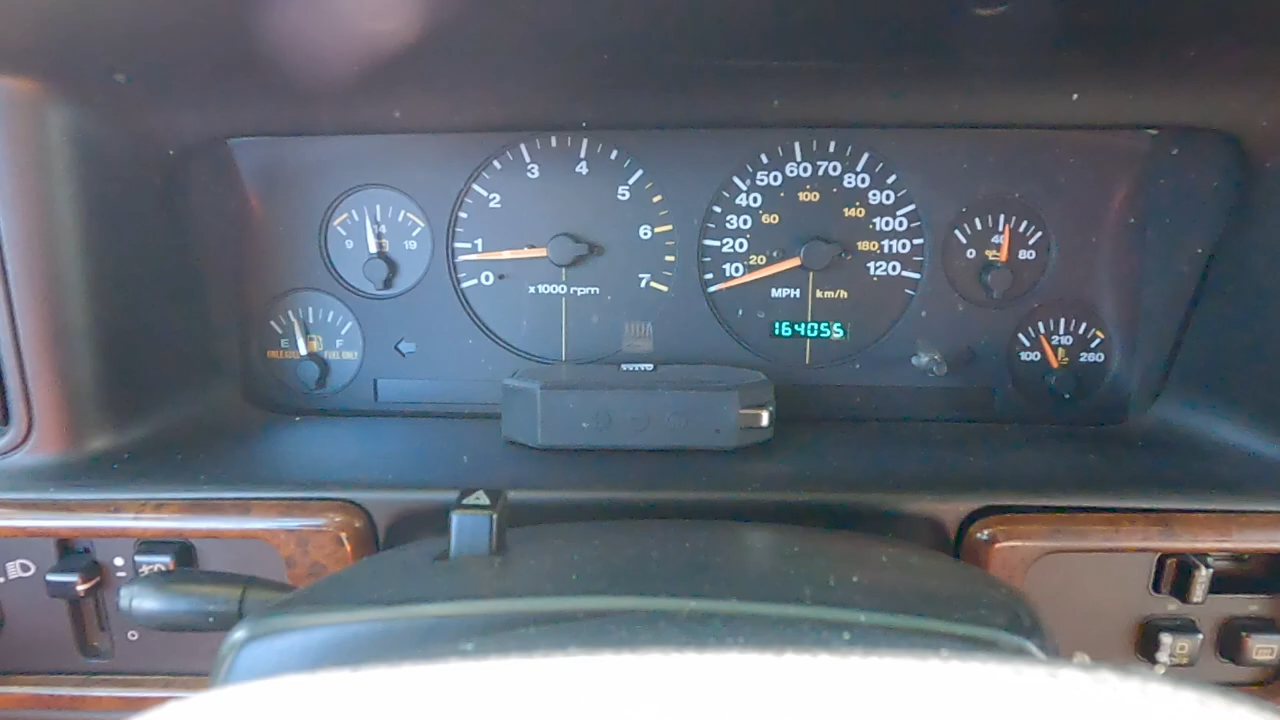 9 14 19
E F
UNLEADED FUEL ONLY
0 1 2 3 4 5 6 7
x1000 rpm
10 20 30 40 50 60 70 80 90 100 110 120
20 60 100 140 180
MPH km/h
164055
0 40 80
100 210 260